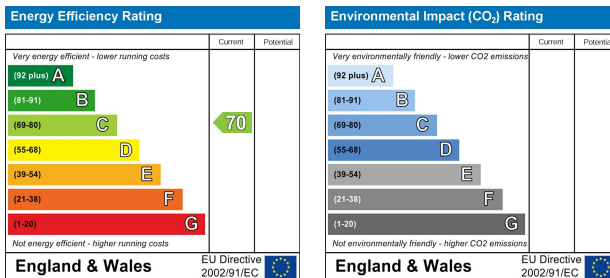 Energy Efficiency Rating
Current Potential
Very energy efficient - lower running costs
(92 plus) A
(81-91) B
(69-80) C 70
(55-68) D
(39-54) E
(21-38) F
(1-20) G
Not energy efficient - higher running costs
England & Wales EU Directive 2002/91/EC
Environmental Impact (CO₂) Rating
Current Potential
Very environmentally friendly - lower CO2 emissions
(92 plus) A
(81-91) B
(69-80) C
(55-68) D
(39-54) E
(21-38) F
(1-20) G
Not environmentally friendly - higher CO2 emissions
England & Wales EU Directive 2002/91/EC